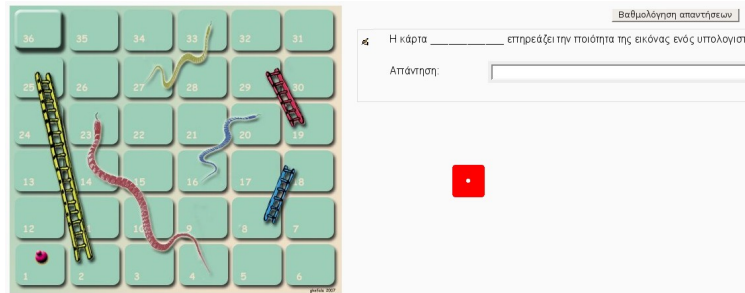 36 35 34 33 32 31
25 26 27 28 29 30
24 23 22 21 20 19
13 14 15 16 17 18
12 10 9 8 7
1 2 3 4 5 6
Βαθμολόγηση απαντήσεων
Η κάρτα _____________ επηρεάζει την ποιότητα της εικόνας ενός υπολογιστ
Απάντηση: